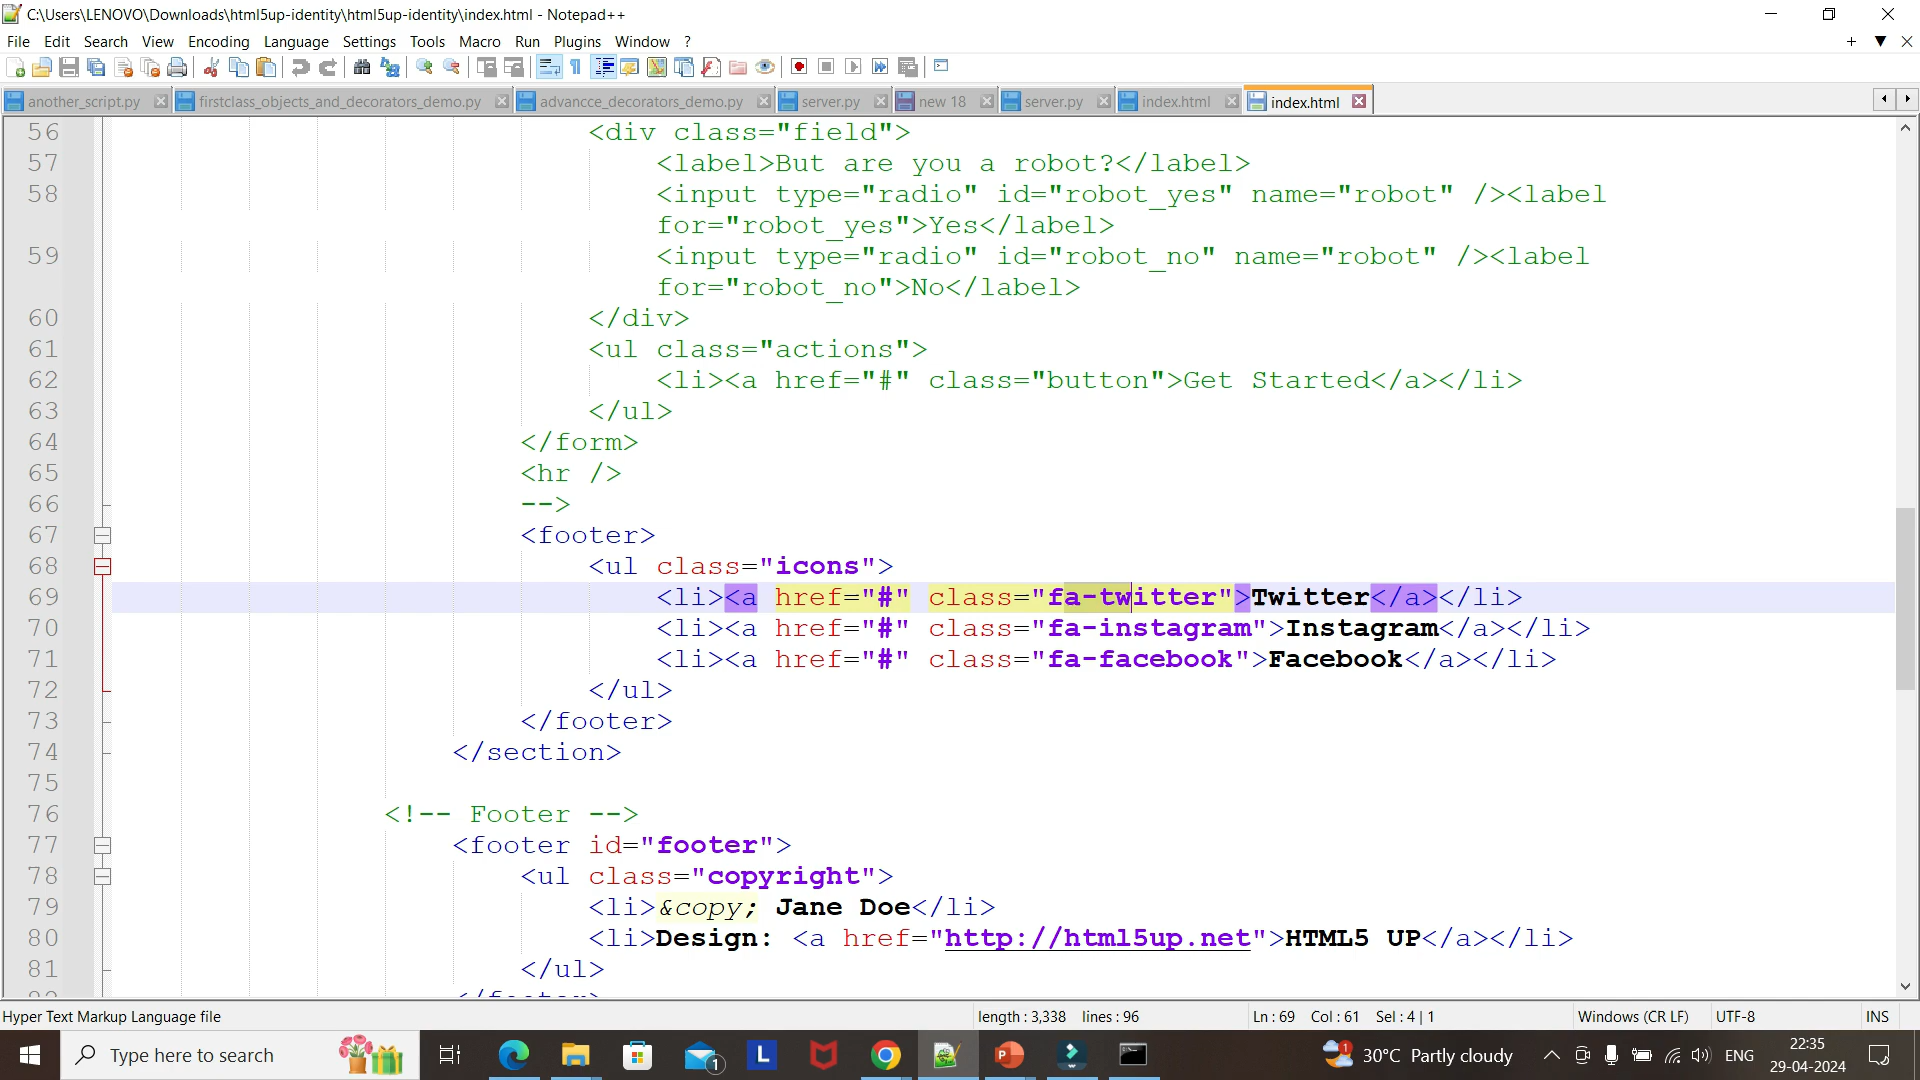 C:\Users\LENOVO\Downloads\html5up-identity\html5up-identity\index.html - Notepad++
File Edit Search View Encoding Language Settings Tools Macro Run Plugins Window ?
another_script.py firstclass_objects_and_decorators_demo.py advancce_decorators_demo.py server.py new 18 server.py index.html index.html
56 <div class="field">
57 <label>But are you a robot?</label>
58 <input type="radio" id="robot_yes" name="robot" /><label
for="robot_yes">Yes</label>
59 <input type="radio" id="robot_no" name="robot" /><label
for="robot_no">No</label>
60 </div>
61 <ul class="actions">
62 <li><a href="#" class="button">Get Started</a></li>
63 </ul>
64 </form>
65 <hr />
66 -->
67 <footer>
68 <ul class="icons">
69 <li><a href="#" class="fa-twitter">Twitter</a></li>
70 <li><a href="#" class="fa-instagram">Instagram</a></li>
71 <li><a href="#" class="fa-facebook">Facebook</a></li>
72 </ul>
73 </footer>
74 </section>
75
76 <!-- Footer -->
77 <footer id="footer">
78 <ul class="copyright">
79 <li>&copy; Jane Doe</li>
80 <li>Design: <a href="http://html5up.net">HTML5 UP</a></li>
81 </ul>
Hyper Text Markup Language file length : 3,338 lines : 96 Ln : 69 Col : 61 Sel : 4 | 1 Windows (CR LF) UTF-8 INS
Type here to search 1 L 1 30°C Partly cloudy ENG 22:35
29-04-2024